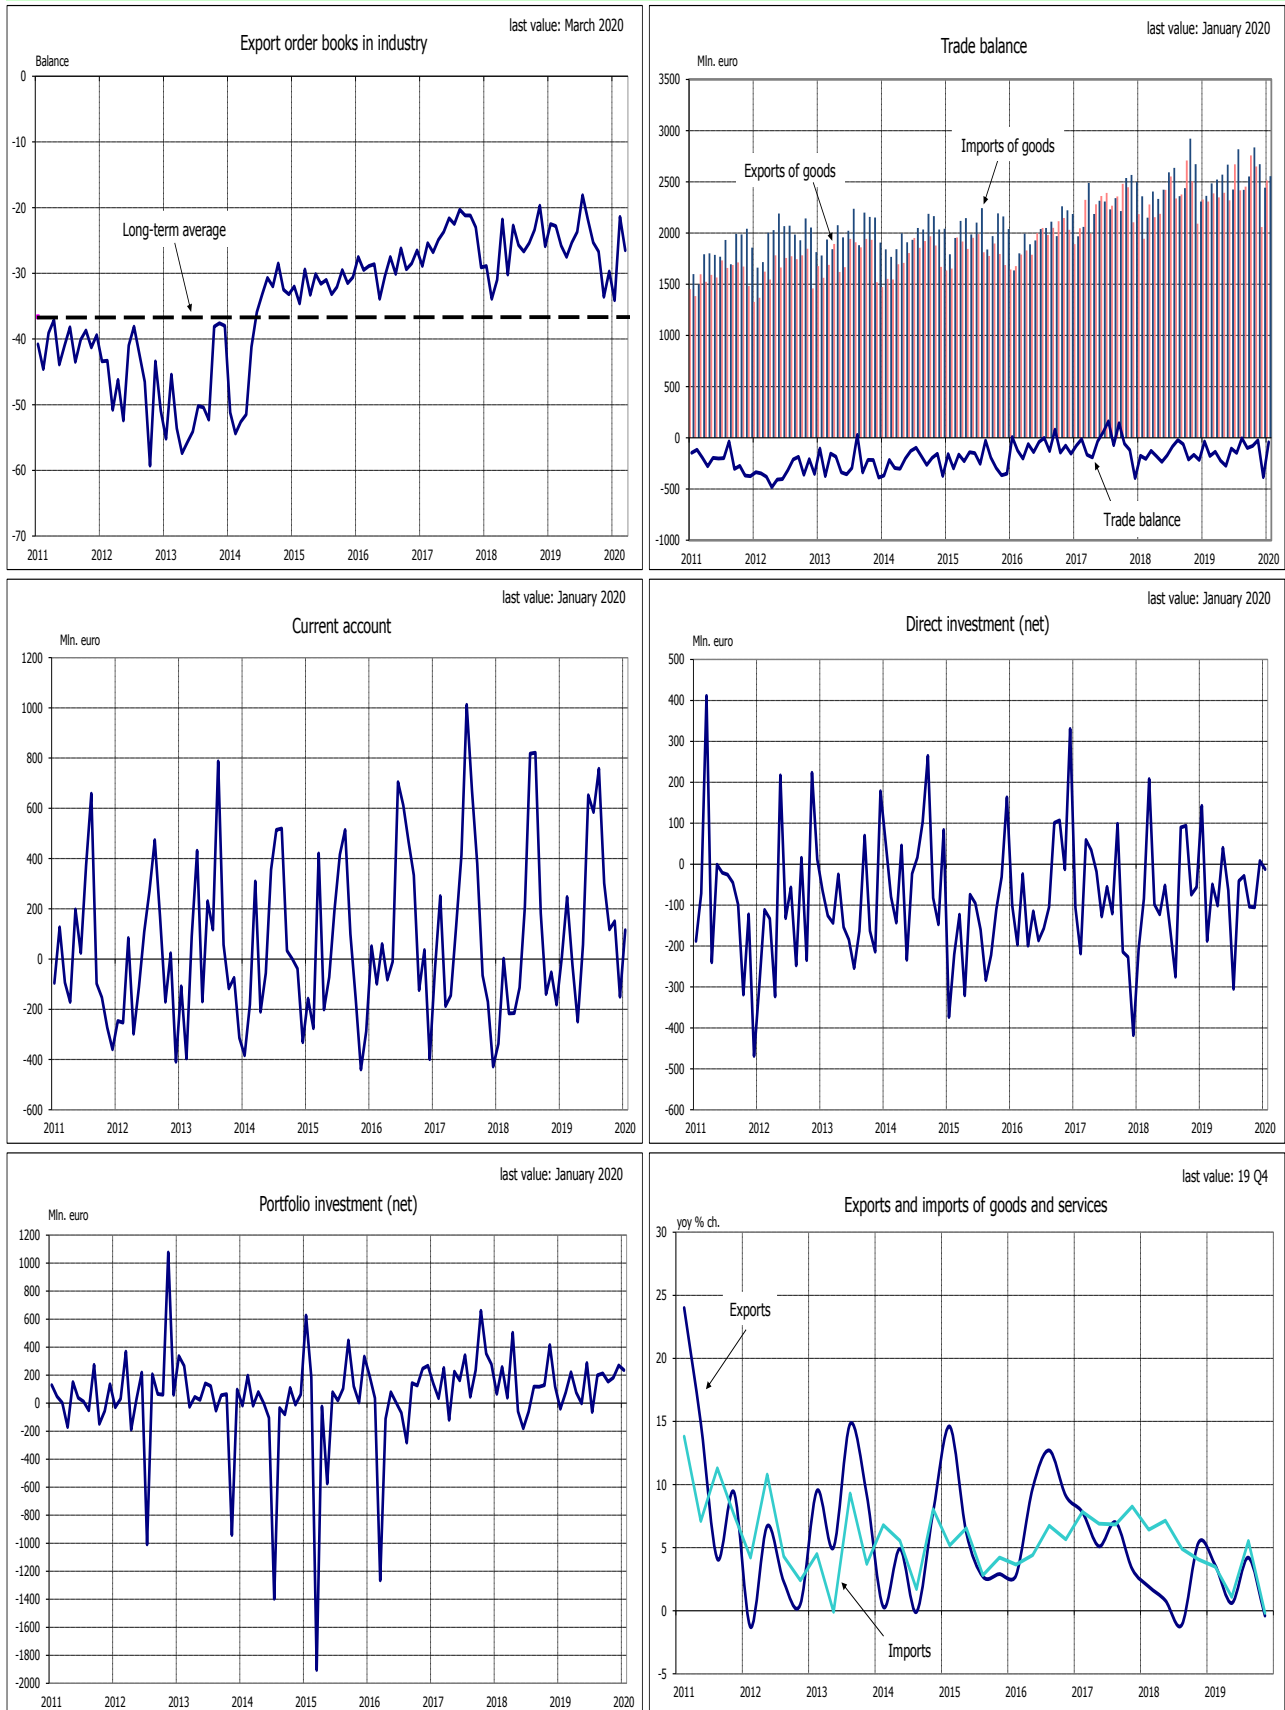 last value: March 2020
Export order books in industry
Balance
0
-10
-20
-30
-40
-50
-60
-70
Long-term average
2011 2012 2013 2014 2015 2016 2017 2018 2019 2020
last value: January 2020
Trade balance
Mln. euro
3500
3000
2500
2000
1500
1000
500
0
-500
-1000
Imports of goods
Exports of goods
Trade balance
2011 2012 2013 2014 2015 2016 2017 2018 2019 2020
last value: January 2020
Current account
Mln. euro
1200
1000
800
600
400
200
0
-200
-400
-600
2011 2012 2013 2014 2015 2016 2017 2018 2019 2020
last value: January 2020
Direct investment (net)
Mln. euro
500
400
300
200
100
0
-100
-200
-300
-400
-500
-600
2011 2012 2013 2014 2015 2016 2017 2018 2019 2020
last value: January 2020
Portfolio investment (net)
Mln. euro
1200
1000
800
600
400
200
0
-200
-400
-600
-800
-1000
-1200
-1400
-1600
-1800
-2000
2011 2012 2013 2014 2015 2016 2017 2018 2019 2020
last value: 19 Q4
Exports and imports of goods and services
yoy % ch.
30
25
20
15
10
5
0
-5
Exports
Imports
2011 2012 2013 2014 2015 2016 2017 2018 2019